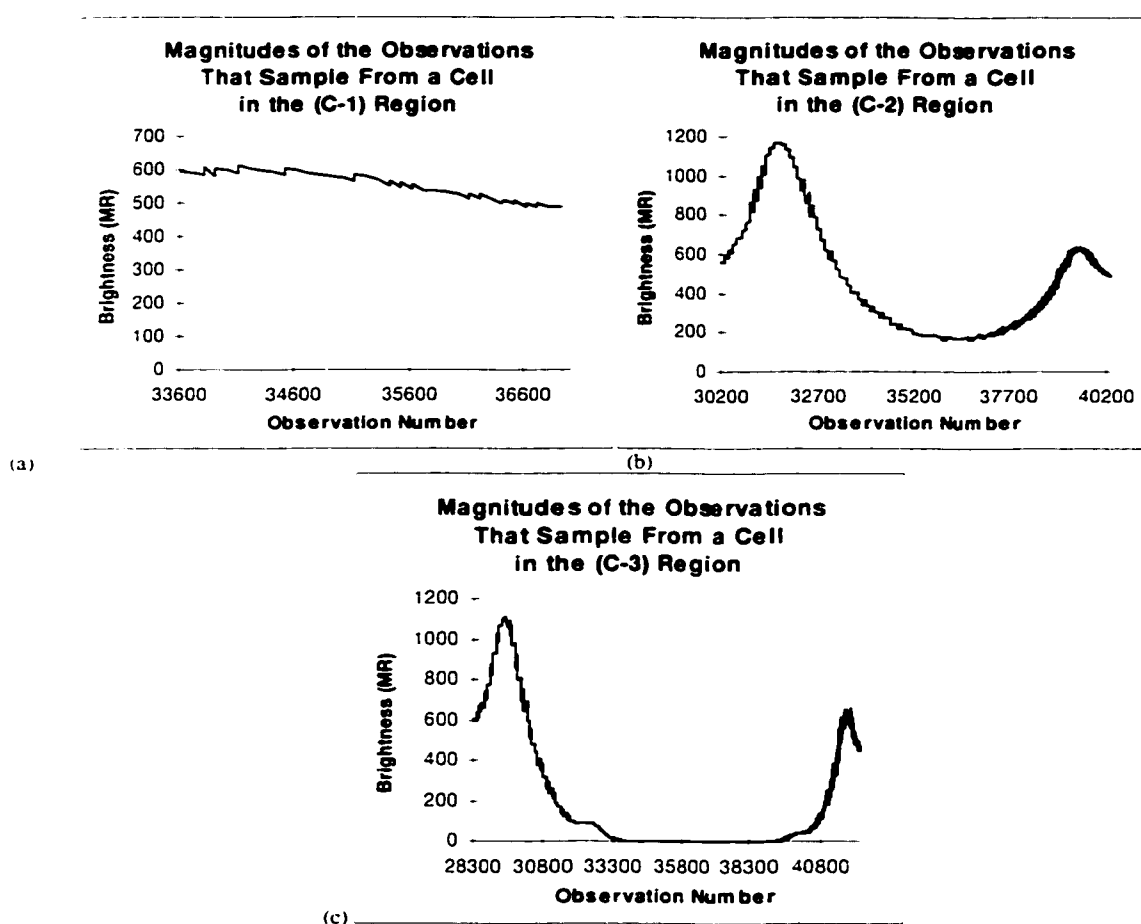 Magnitudes of the Observations
That Sample From a Cell
in the (C-1) Region
700
600
500
400
300
200
100
0
Brightness (MR)
33600 34600 35600 36600
Observation Number
(a)
Magnitudes of the Observations
That Sample From a Cell
in the (C-2) Region
1200
1000
800
600
400
200
0
Brightness (MR)
30200 32700 35200 37700 40200
Observation Number
(b)
Magnitudes of the Observations
That Sample From a Cell
in the (C-3) Region
1200
1000
800
600
400
200
0
Brightness (MR)
28300 30800 33300 35800 38300 40800
Observation Number
(c)